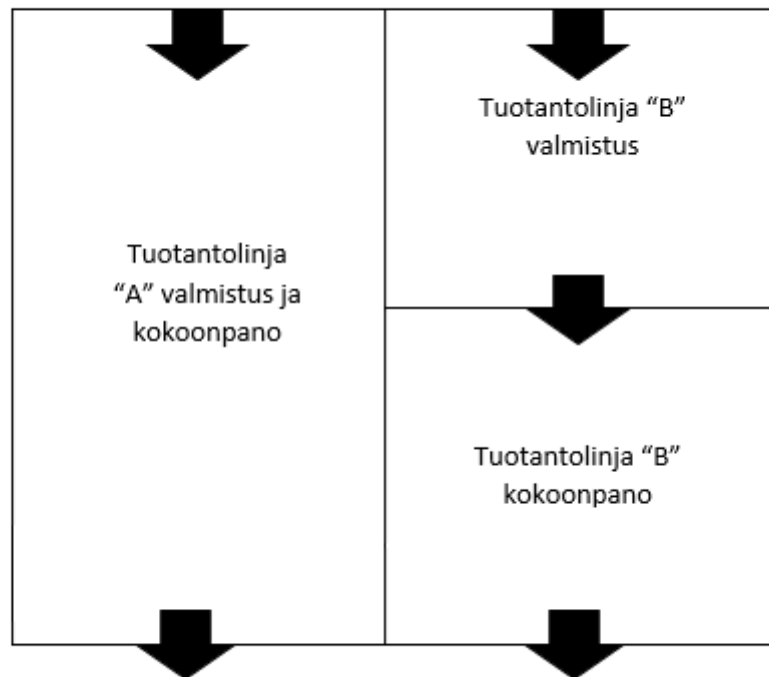 Tuotantolinja
“A” valmistus ja
kokoonpano
Tuotantolinja “B”
valmistus
Tuotantolinja “B”
kokoonpano